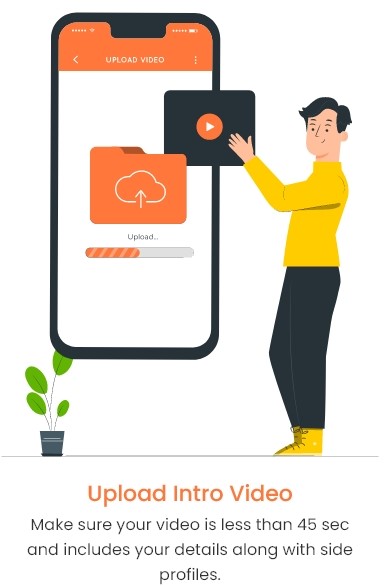 UPLOAD VIDEO
Upload...
Upload Intro Video
Make sure your video is less than 45 sec
and includes your details along with side
profiles.